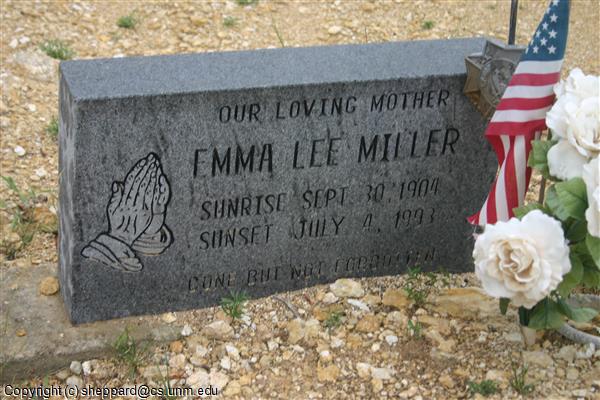 OUR LOVING MOTHER
EMMA LEE MILLER
SUNRISE SEPT 30, 1904
SUNSET JULY 4, 1993
GONE BUT NOT FORGOTTEN
Photo (c) sheppard@cs.unm.edu